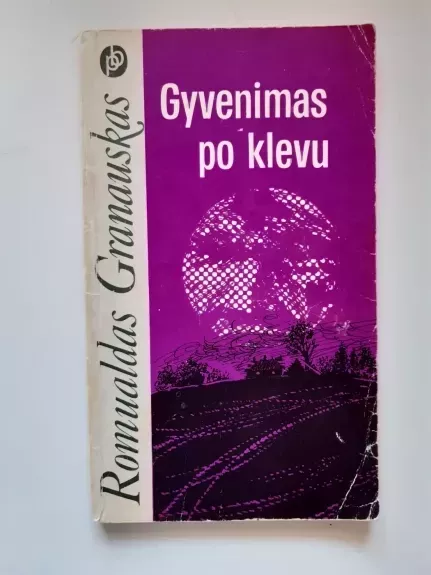 Romualdas Granauskas
Gyvenimas
po klevu